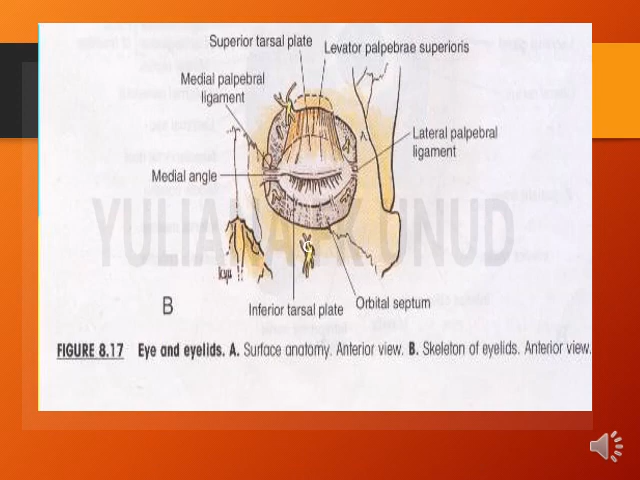 Superior tarsal plate
Levator palpebrae superioris
Medial palpebral
ligament
Lateral palpebral
ligament
Medial angle
B
Inferior tarsal plate
Orbital septum
FIGURE 8.17 Eye and eyelids. A. Surface anatomy. Anterior view. B. Skeleton of eyelids. Anterior view.